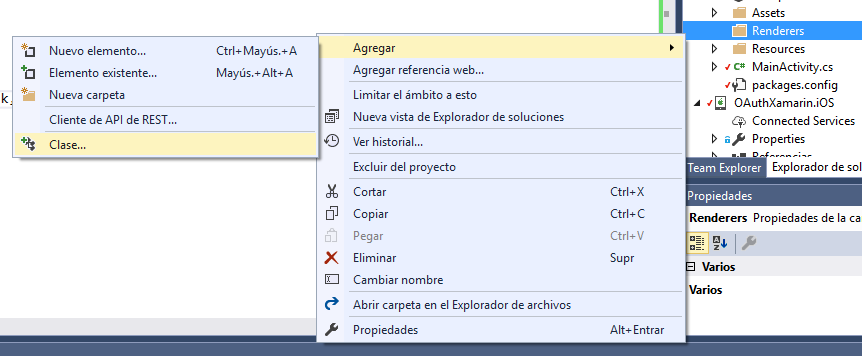 Nuevo elemento... Ctrl+Mayús.+A
Elemento existente... Mayús.+Alt+A
Nueva carpeta
Cliente de API de REST...
Clase...
k,
Agregar
Agregar referencia web...
Limitar el ámbito a esto
Nueva vista de Explorador de soluciones
Ver historial...
Excluir del proyecto
Cortar Ctrl+X
Copiar Ctrl+C
Pegar Ctrl+V
Eliminar Supr
Cambiar nombre
Abrir carpeta en el Explorador de archivos
Propiedades Alt+Entrar
Assets
Renderers
Resources
C# MainActivity.cs
packages.config
OAuthXamarin.iOS
Connected Services
Properties
Referencias
Team Explorer Explorador de sol
Propiedades
Renderers Propiedades de la ca
Varios
Varios